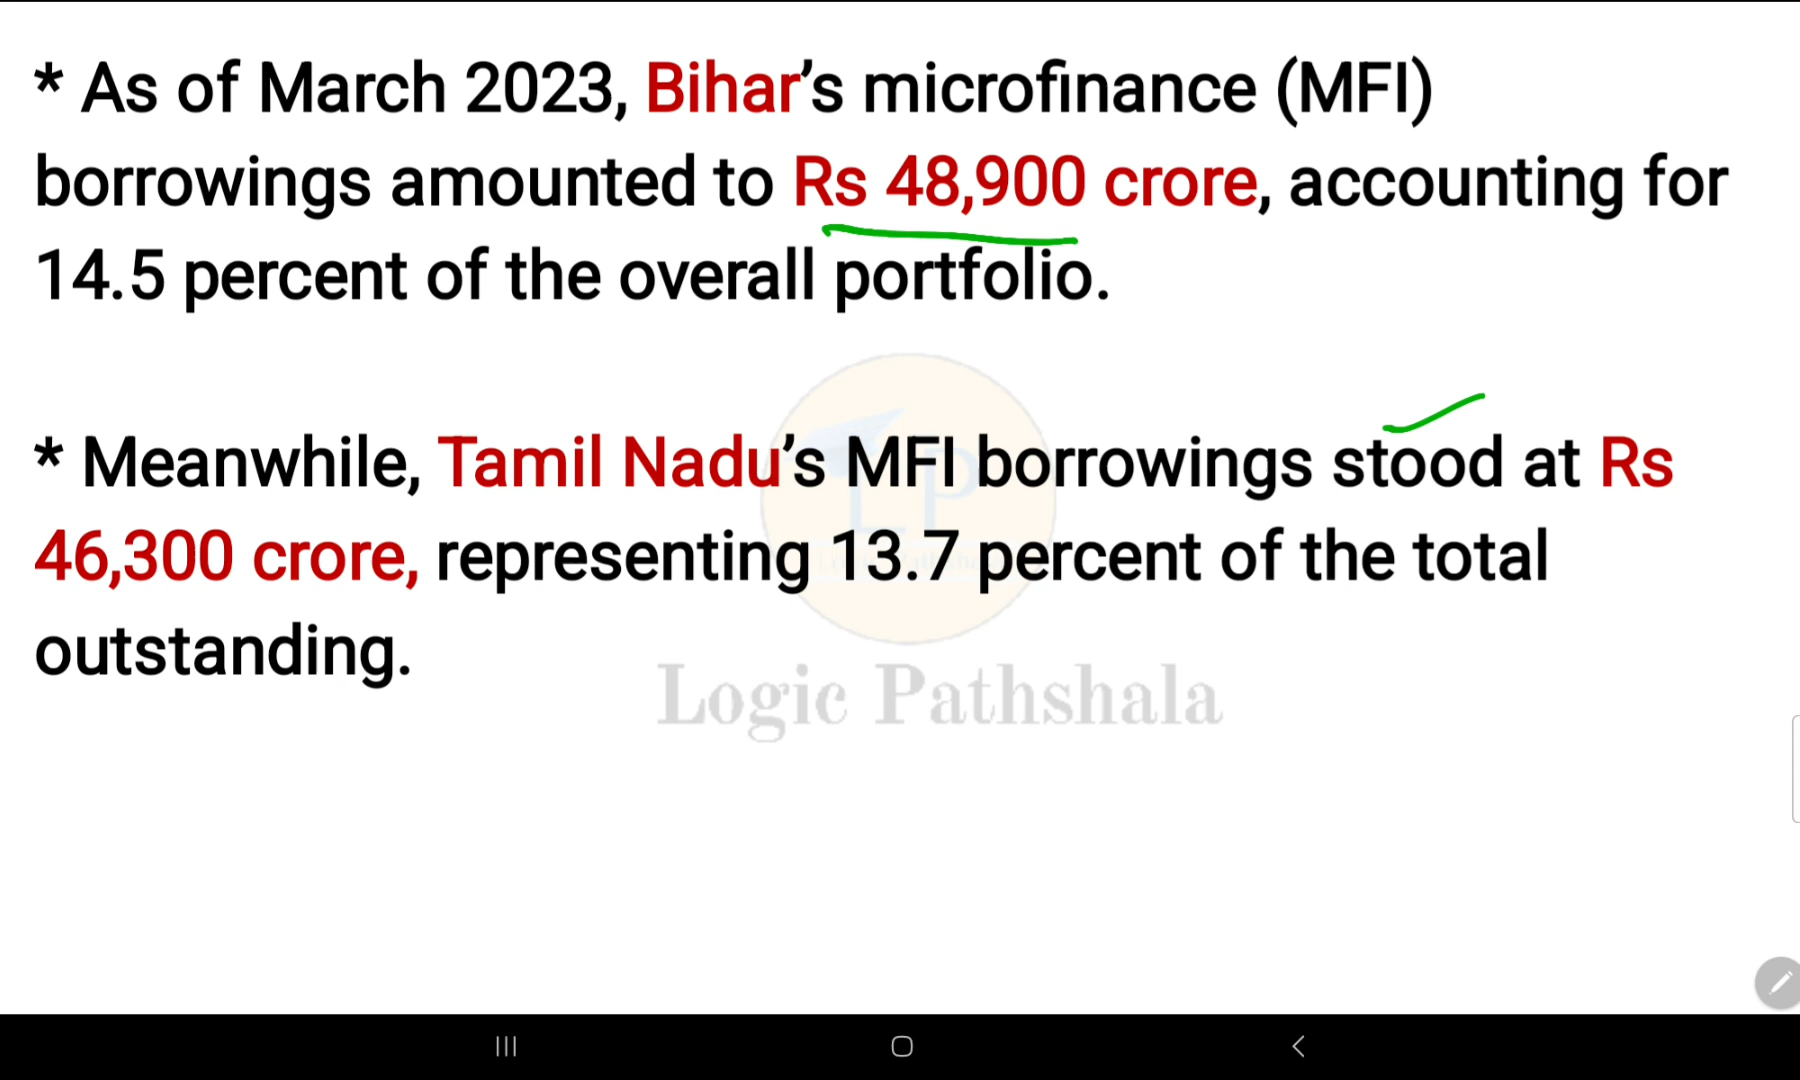 * As of March 2023, Bihar’s microfinance (MFI)
borrowings amounted to Rs 48,900 crore, accounting for
14.5 percent of the overall portfolio.
* Meanwhile, Tamil Nadu’s MFI borrowings stood at Rs
46,300 crore, representing 13.7 percent of the total
outstanding.
LP
Logic Pathshala